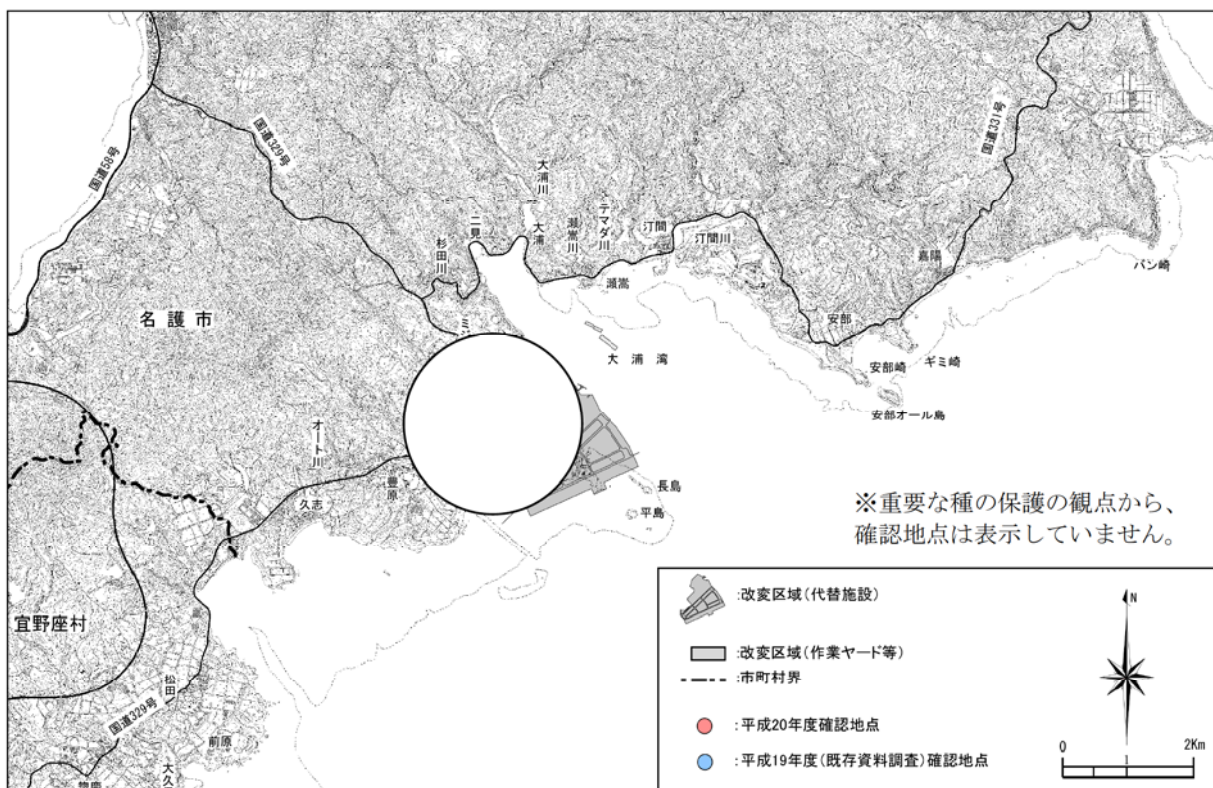 国道58号
国道329号
国道331号
大浦川
二見
大浦
瀬嵩川
テマダ川
汀間
汀間川
杉田川
瀬嵩
嘉陽
バン崎
名護市
大浦湾
安部
安部崎
ギミ崎
安部オール島
オート川
久志
豊原
長島
平島
※重要な種の保護の観点から、
確認地点は表示していません。
宜野座村
松田
国道329号
前原
大久
:改変区域(代替施設)
:改変区域(作業ヤード等)
:市町村界
:平成20年度確認地点
:平成19年度(既存資料調査)確認地点
N
0 1 2Km